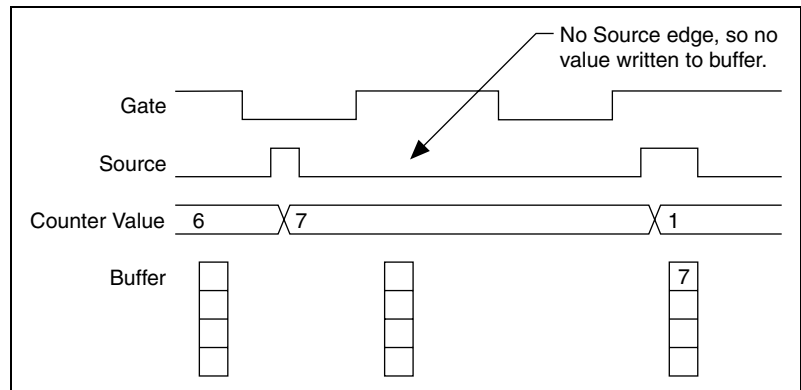 No Source edge, so no
value written to buffer.
Gate
Source
Counter Value 6 7 1
Buffer 7